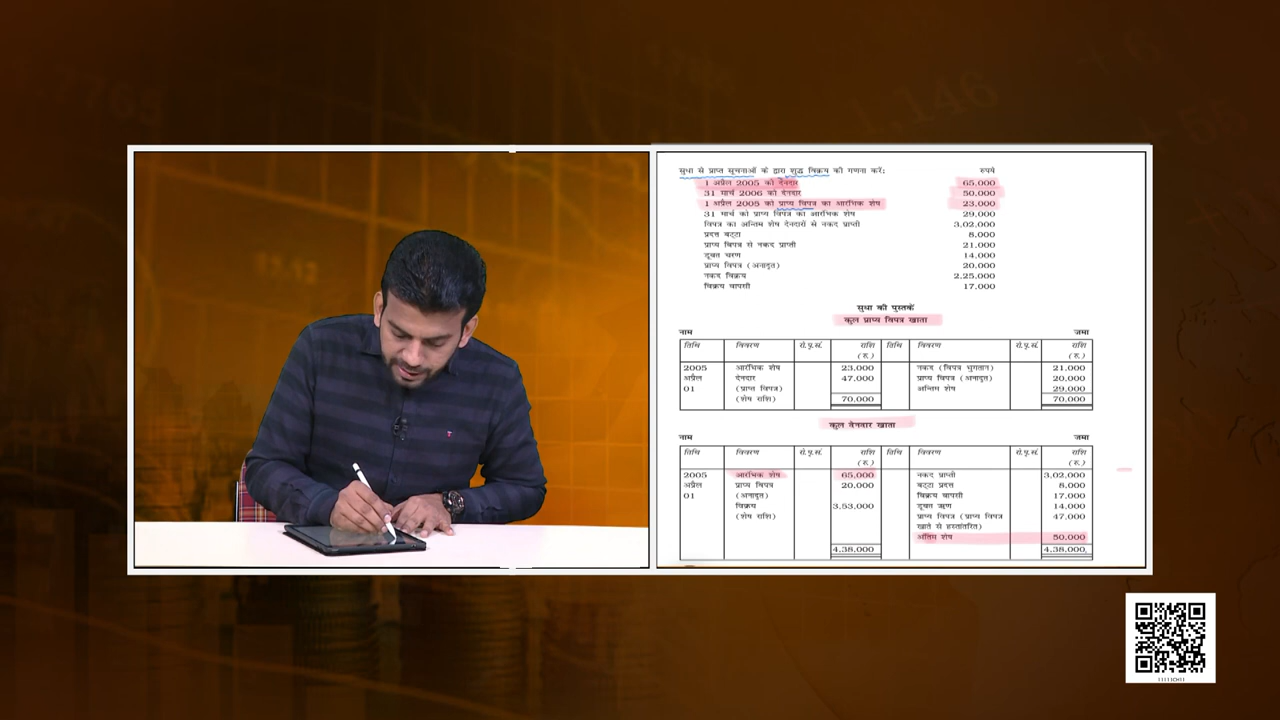 सुधा से प्राप्त सूचनाओं के द्वारा शुद्ध विक्रय की गणना करें: रुपये
1 अप्रैल 2005 को देनदार 65,000
31 मार्च 2006 को देनदार 50,000
1 अप्रैल 2005 को प्राप्य विपत्र का आरंभिक शेष 23,000
31 मार्च को प्राप्य विपत्र का आरंभिक शेष 29,000
विपत्र का अन्तिम शेष देनदारों से नकद प्राप्ती 3,02,000
प्रदत्त बट्टा 8,000
प्राप्य विपत्र से नकद प्राप्ती 21,000
डूबत ऋण 14,000
प्राप्य विपत्र (अनादृत) 20,000
नकद विक्रय 2,25,000
विक्रय वापसी 17,000
सुधा की पुस्तकें
कुल प्राप्य विपत्र खाता
नाम जमा
तिथि विवरण रो.पृ.सं. राशि तिथि विवरण रो.पृ.सं. राशि
(रु.) (रु.)
2005 आरंभिक शेष 23,000 नकद (विपत्र भुगतान) 21,000
अप्रैल देनदार 47,000 प्राप्य विपत्र (अनादृत) 20,000
01 (प्राप्त विपत्र) अन्तिम शेष 29,000
(शेष राशि) 70,000 70,000
कुल देनदार खाता
नाम जमा
तिथि विवरण रो.पृ.सं. राशि तिथि विवरण रो.पृ.सं. राशि
(रु.) (रु.)
2005 आरंभिक शेष 65,000 नकद प्राप्ती 3,02,000
अप्रैल प्राप्य विपत्र 20,000 बट्टा प्रदत्त 8,000
01 (अनादृत) विक्रय वापसी 17,000
विक्रय 3,53,000 डूबत ऋण 14,000
(शेष राशि) प्राप्य विपत्र (प्राप्य विपत्र 47,000
खाते से हस्तांतरित)
अंतिम शेष 50,000
4,38,000 4,38,000